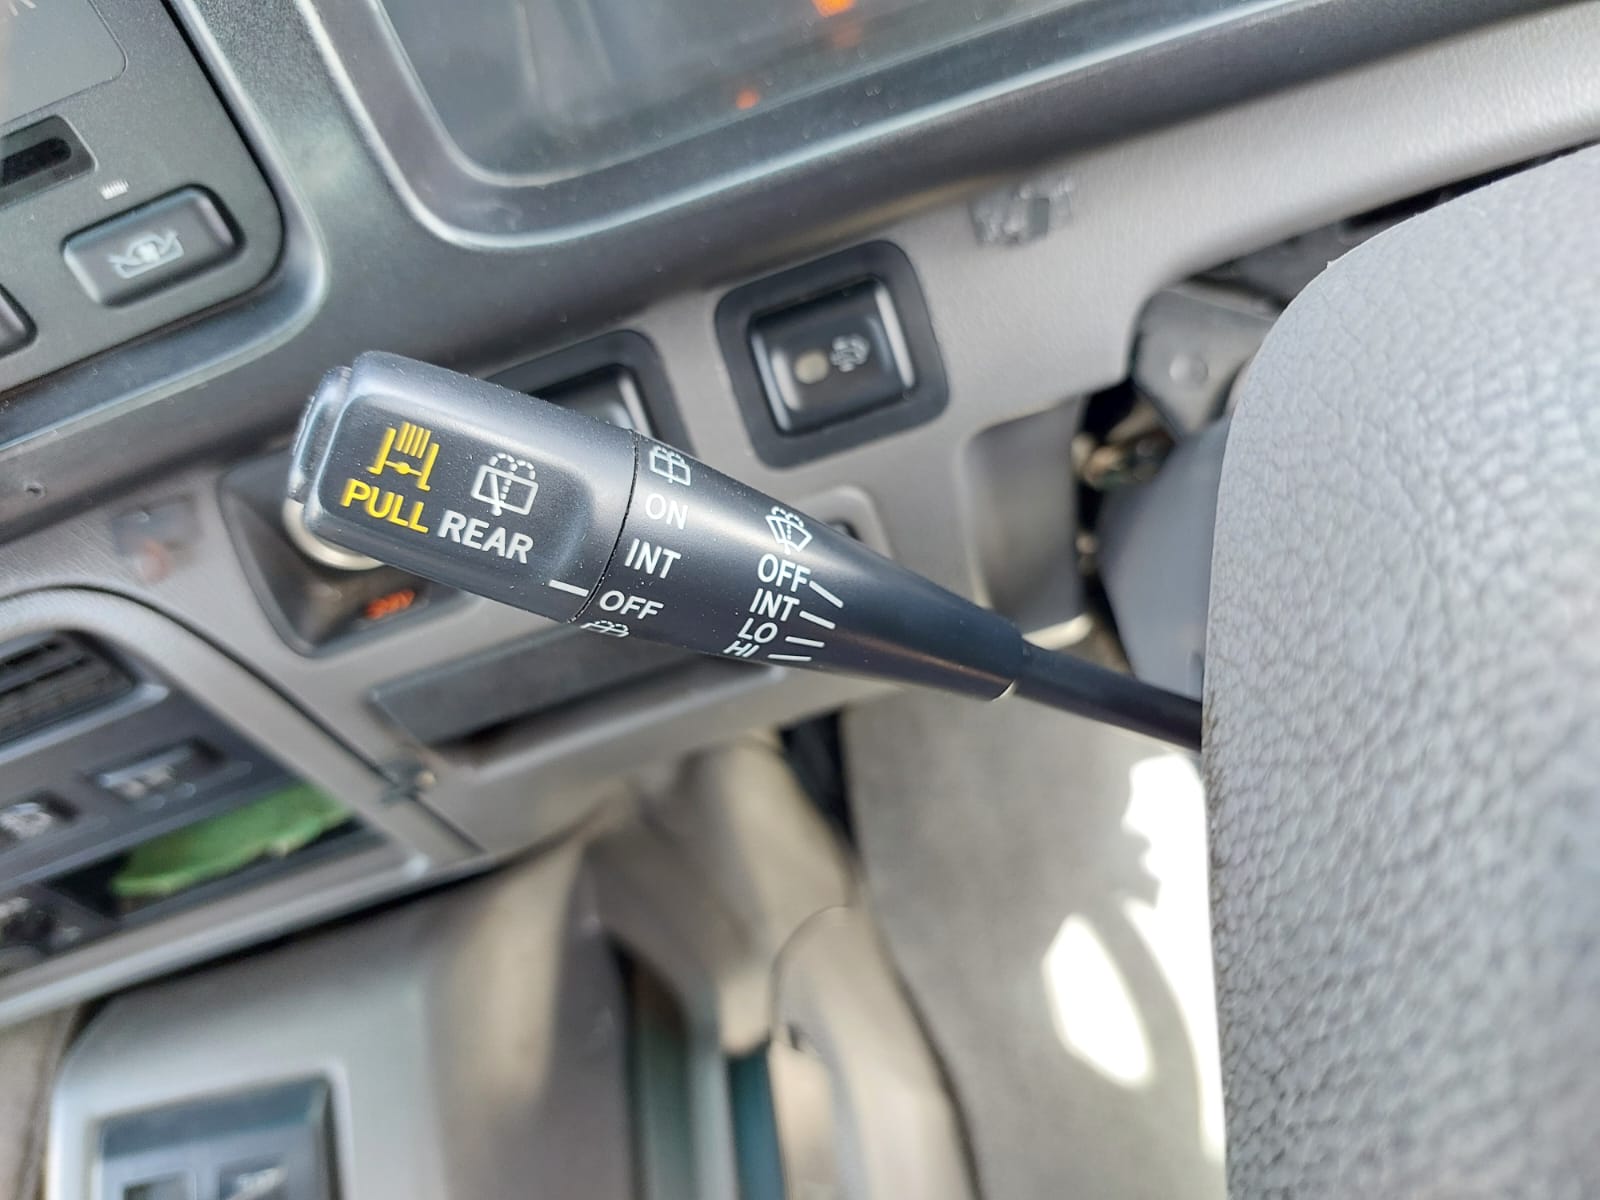 PULL REAR
ON
INT
OFF
OFF
INT
LO
HI